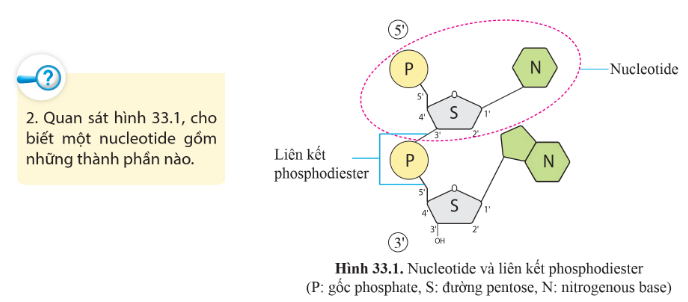 2. Quan sát hình 33.1, cho
biết một nucleotide gồm
những thành phần nào.
5'
P
N
Nucleotide
5'
O
4'
S
1'
3'
2'
Liên kết
phosphodiester
P
N
5'
O
4'
S
1'
3'
2'
OH
3'
Hình 33.1. Nucleotide và liên kết phosphodiester
(P: gốc phosphate, S: đường pentose, N: nitrogenous base)